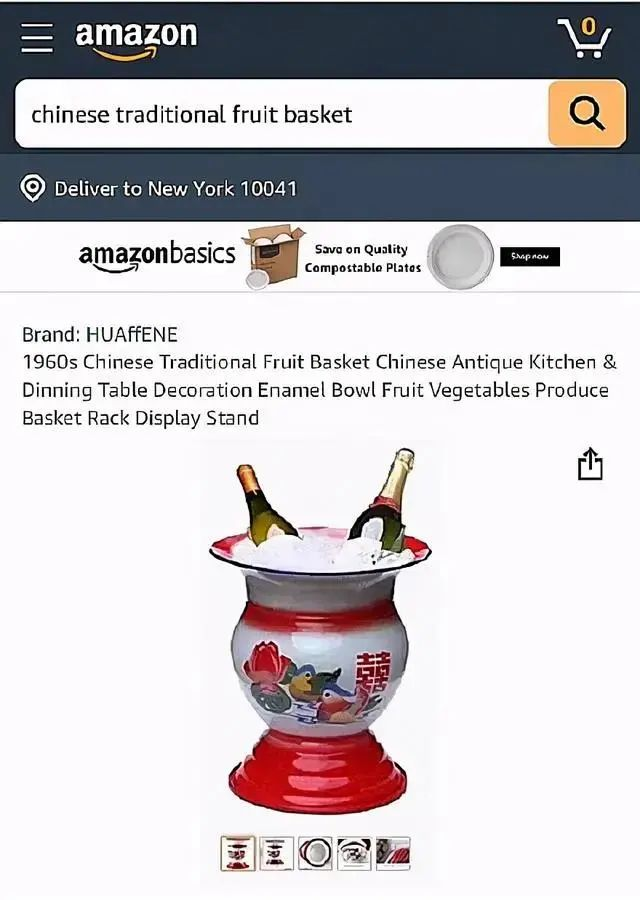 amazon
0
chinese traditional fruit basket
Deliver to New York 10041
amazonbasics
Save on Quality
Compostable Plates
Shop now
Brand: HUAffENE
1960s Chinese Traditional Fruit Basket Chinese Antique Kitchen &
Dinning Table Decoration Enamel Bowl Fruit Vegetables Produce
Basket Rack Display Stand
囍